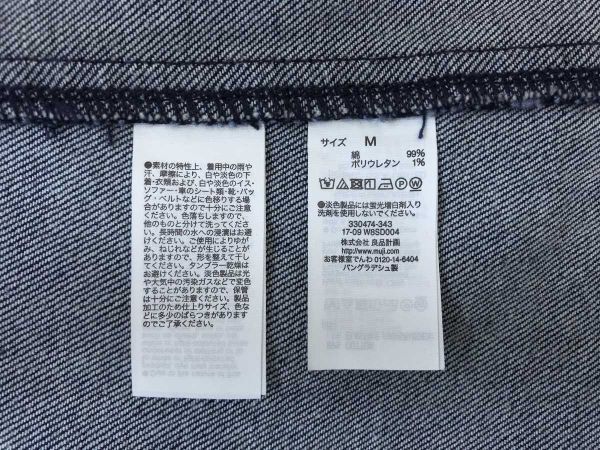 ●素材の特性上、着用中の雨や
汗、摩擦により、白や淡色の下
着・衣類および、白や淡色のイス・
ソファー・車のシート類・靴・バッ
グ・ベルトなどに色移りする場
合がありますので十分にご注意
ください。色落ちしますので、
他のものと分けて洗ってくださ
い。長時間の水への浸漬はお避け
ください。ご使用によりゆが
み、ねじれなどが生じることが
ありますので、形を整えて干し
てください。タンブラー乾燥は
お避けください。淡色製品は光
や大気中の汚染ガスなどで変色
することがありますので、保管
は十分にご注意ください。製品
加工のため仕上りサイズ、色な
どに多少のばらつきがあります
のでご了承ください。
サイズ M
綿 99%
ポリウレタン 1%
●淡色製品には蛍光増白剤入り
洗剤を使用しないでください。
330474-343
17-09 W8SD004
株式会社 良品計画
http://www.muji.com
お客様室でんわ 0120-14-6404
バングラデシュ製